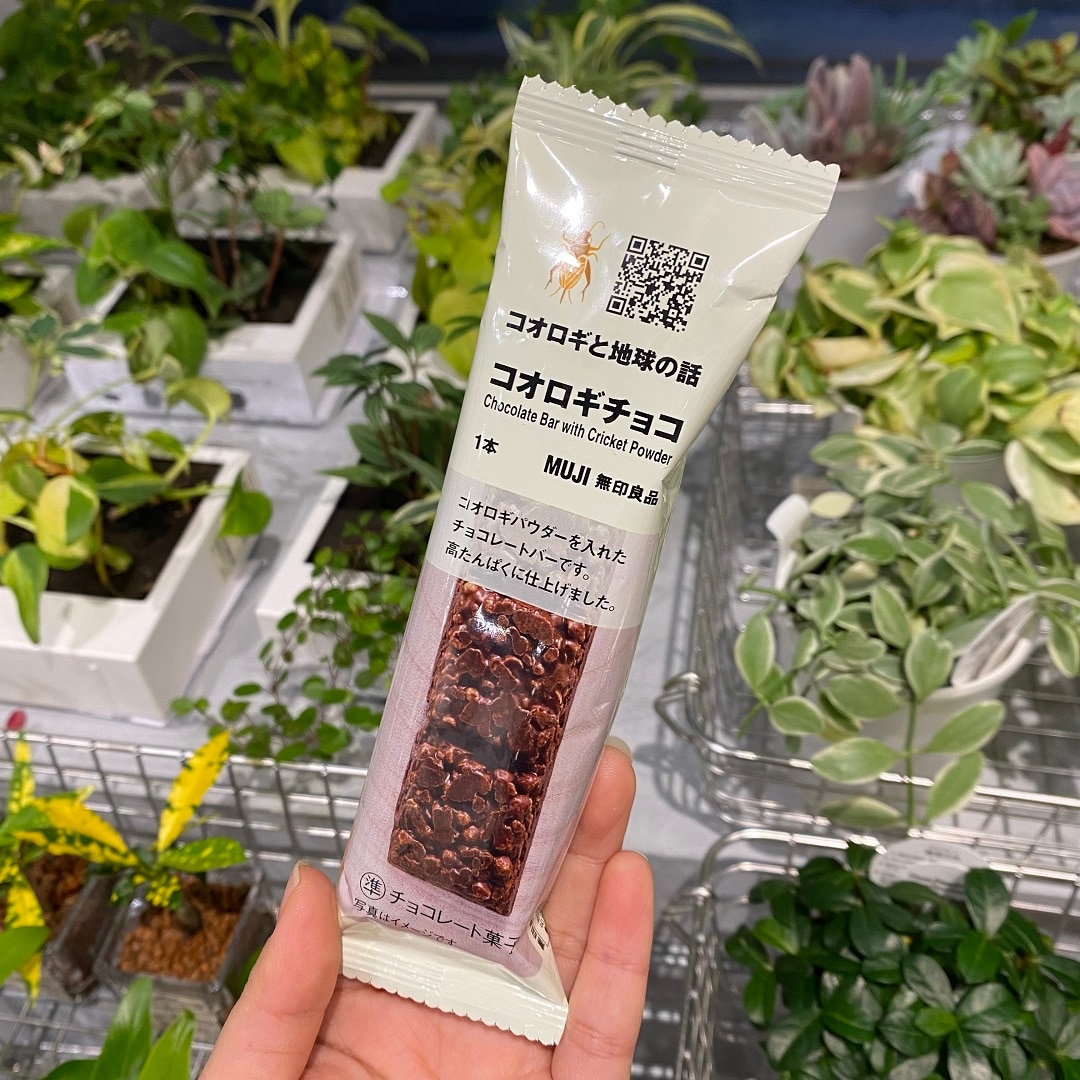 コオロギと地球の話
コオロギチョコ
Chocolate Bar with Cricket Powder
1本
MUJI 無印良品
コオロギパウダーを入れた
チョコレートバーです。
高たんぱくに仕上げました。
準 チョコレート菓子
写真はイメージです